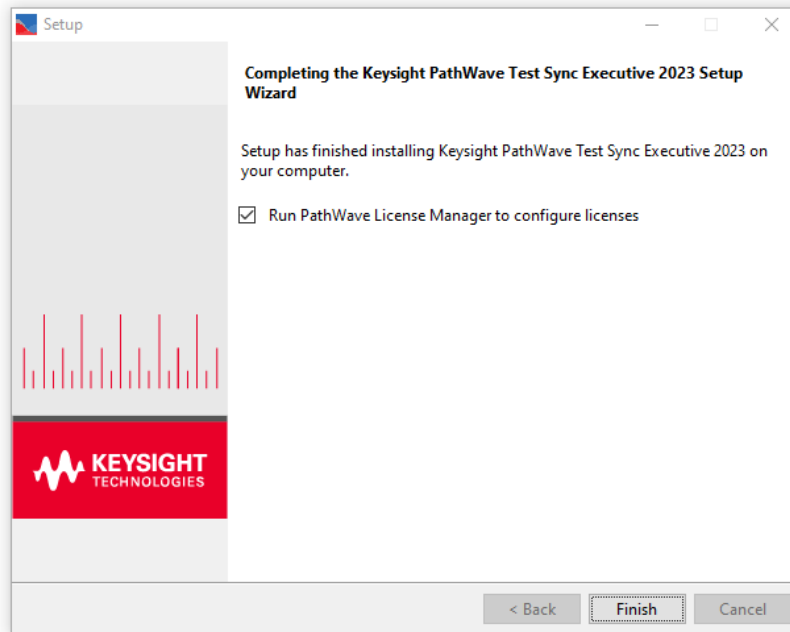 Setup
Completing the Keysight PathWave Test Sync Executive 2023 Setup
Wizard
Setup has finished installing Keysight PathWave Test Sync Executive 2023 on
your computer.
Run PathWave License Manager to configure licenses
KEYSIGHT
TECHNOLOGIES
< Back
Finish
Cancel